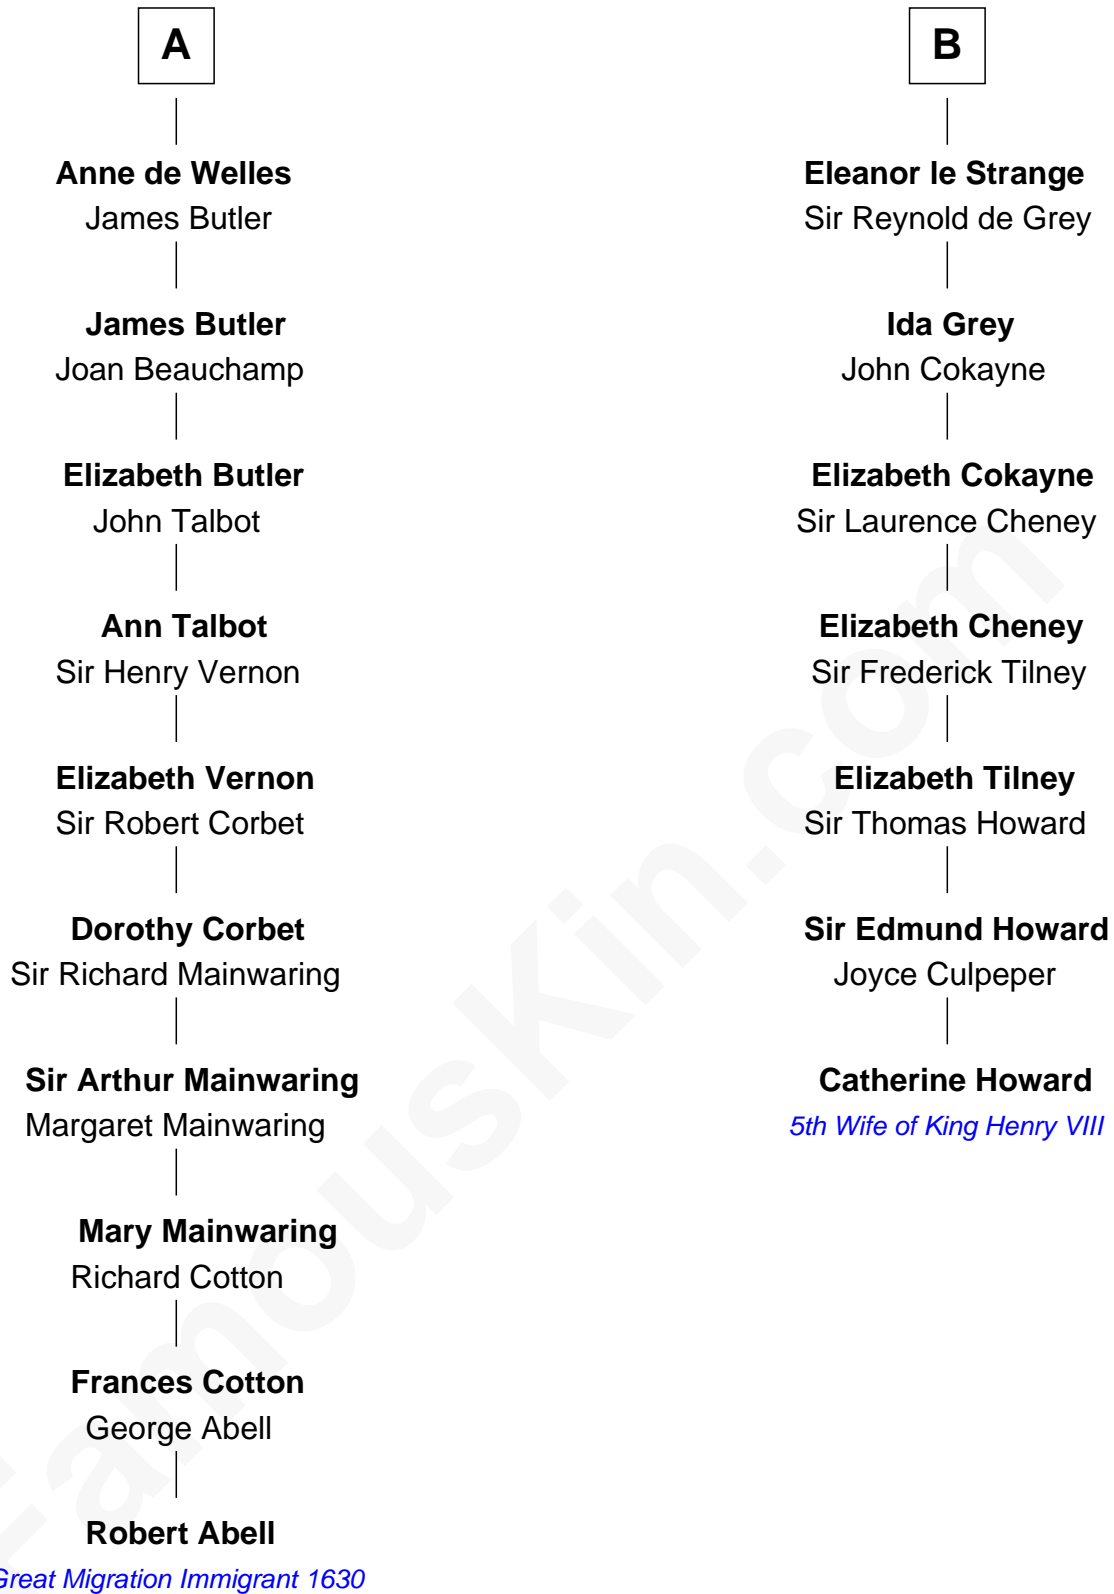 A
Anne de Welles
James Butler
James Butler
Joan Beauchamp
Elizabeth Butler
John Talbot
Ann Talbot
Sir Henry Vernon
Elizabeth Vernon
Sir Robert Corbet
Dorothy Corbet
Sir Richard Mainwaring
Sir Arthur Mainwaring
Margaret Mainwaring
Mary Mainwaring
Richard Cotton
Frances Cotton
George Abell
Robert Abell
Great Migration Immigrant 1630
B
Eleanor le Strange
Sir Reynold de Grey
Ida Grey
John Cokayne
Elizabeth Cokayne
Sir Laurence Cheney
Elizabeth Cheney
Sir Frederick Tilney
Elizabeth Tilney
Sir Thomas Howard
Sir Edmund Howard
Joyce Culpeper
Catherine Howard
5th Wife of King Henry VIII
FamousKin.com